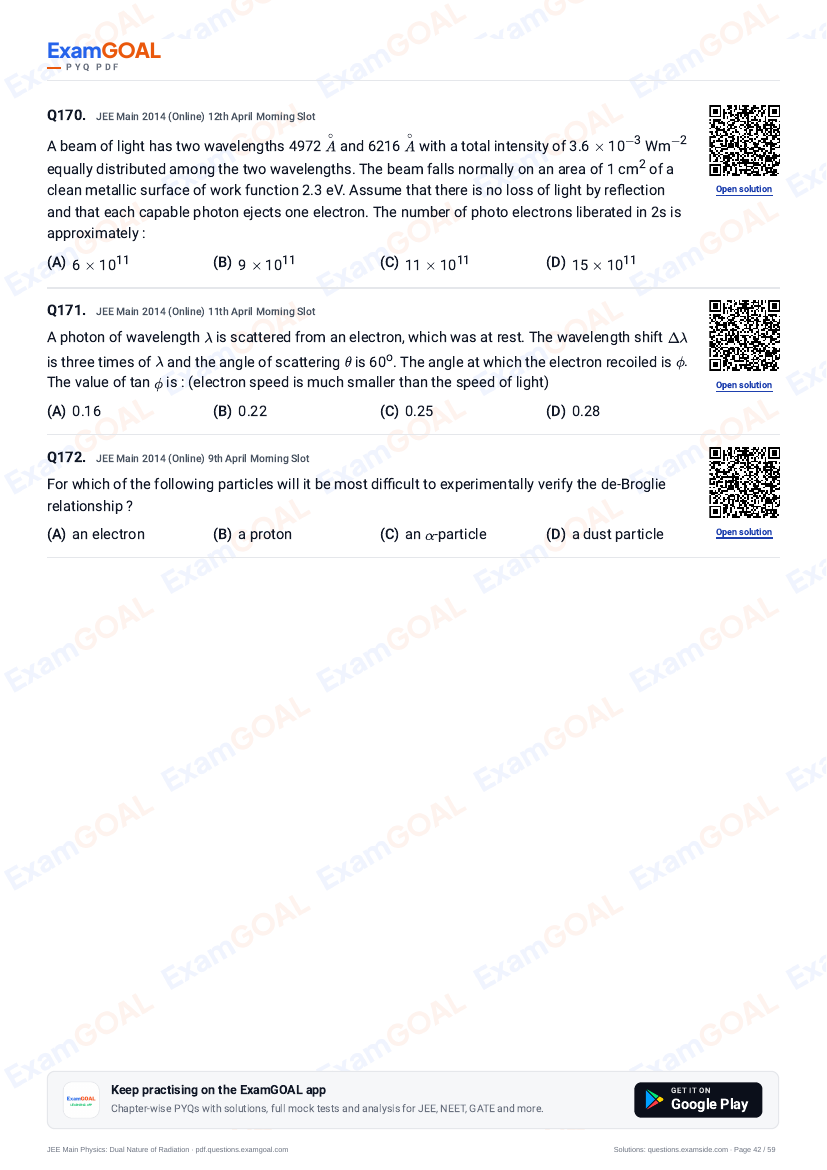 ExamGOAL
PYQ PDF
Q170. JEE Main 2014 (Online) 12th April Morning Slot
A beam of light has two wavelengths 4972 Å and 6216 Å with a total intensity of 3.6 × 10⁻³ Wm⁻²
equally distributed among the two wavelengths. The beam falls normally on an area of 1 cm² of a
clean metallic surface of work function 2.3 eV. Assume that there is no loss of light by reflection
and that each capable photon ejects one electron. The number of photo electrons liberated in 2s is
approximately :
(A) 6 × 10¹¹ (B) 9 × 10¹¹ (C) 11 × 10¹¹ (D) 15 × 10¹¹
Open solution
Q171. JEE Main 2014 (Online) 11th April Morning Slot
A photon of wavelength λ is scattered from an electron, which was at rest. The wavelength shift Δλ
is three times of λ and the angle of scattering θ is 60°. The angle at which the electron recoiled is ϕ.
The value of tan ϕ is : (electron speed is much smaller than the speed of light)
(A) 0.16 (B) 0.22 (C) 0.25 (D) 0.28
Open solution
Q172. JEE Main 2014 (Online) 9th April Morning Slot
For which of the following particles will it be most difficult to experimentally verify the de-Broglie
relationship ?
(A) an electron (B) a proton (C) an α-particle (D) a dust particle
Open solution
Keep practising on the ExamGOAL app
Chapter-wise PYQs with solutions, full mock tests and analysis for JEE, NEET, GATE and more.
GET IT ON
Google Play
JEE Main Physics: Dual Nature of Radiation · pdf.questions.examgoal.com
Solutions: questions.examside.com · Page 42 / 59